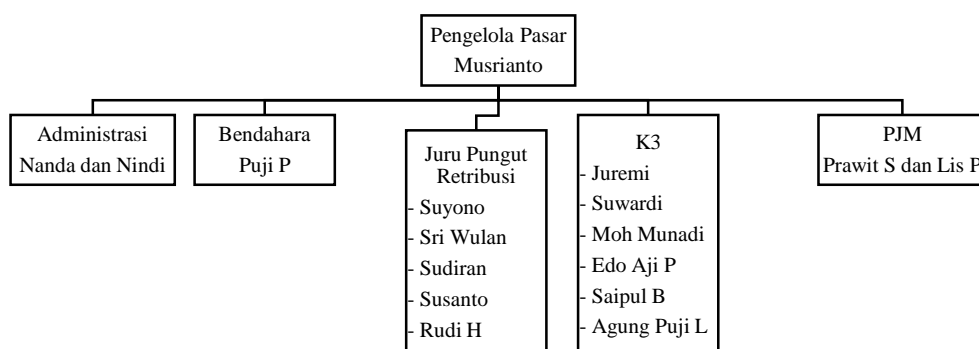 Pengelola Pasar
Musrianto
Administrasi
Nanda dan Nindi
Bendahara
Puji P
Juru Pungut
Retribusi
- Suyono
- Sri Wulan
- Sudiran
- Susanto
- Rudi H
K3
- Juremi
- Suwardi
- Moh Munadi
- Edo Aji P
- Saipul B
- Agung Puji L
PJM
Prawit S dan Lis P